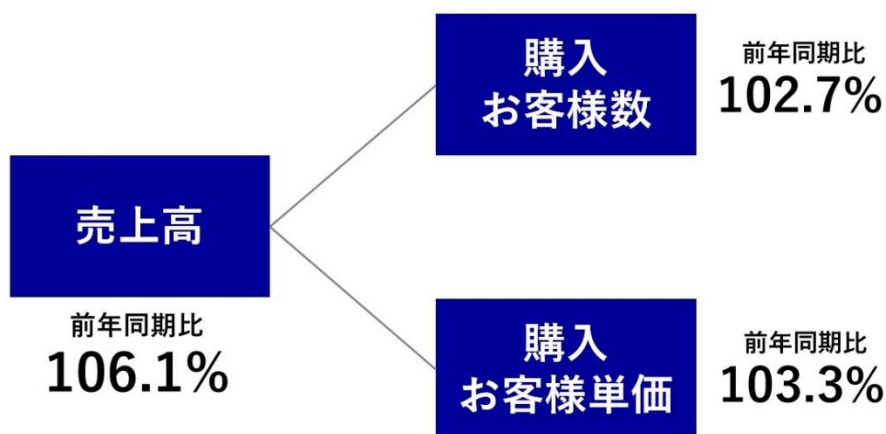 売上高
前年同期比
106.1%
購入
お客様数
前年同期比
102.7%
購入
お客様単価
前年同期比
103.3%